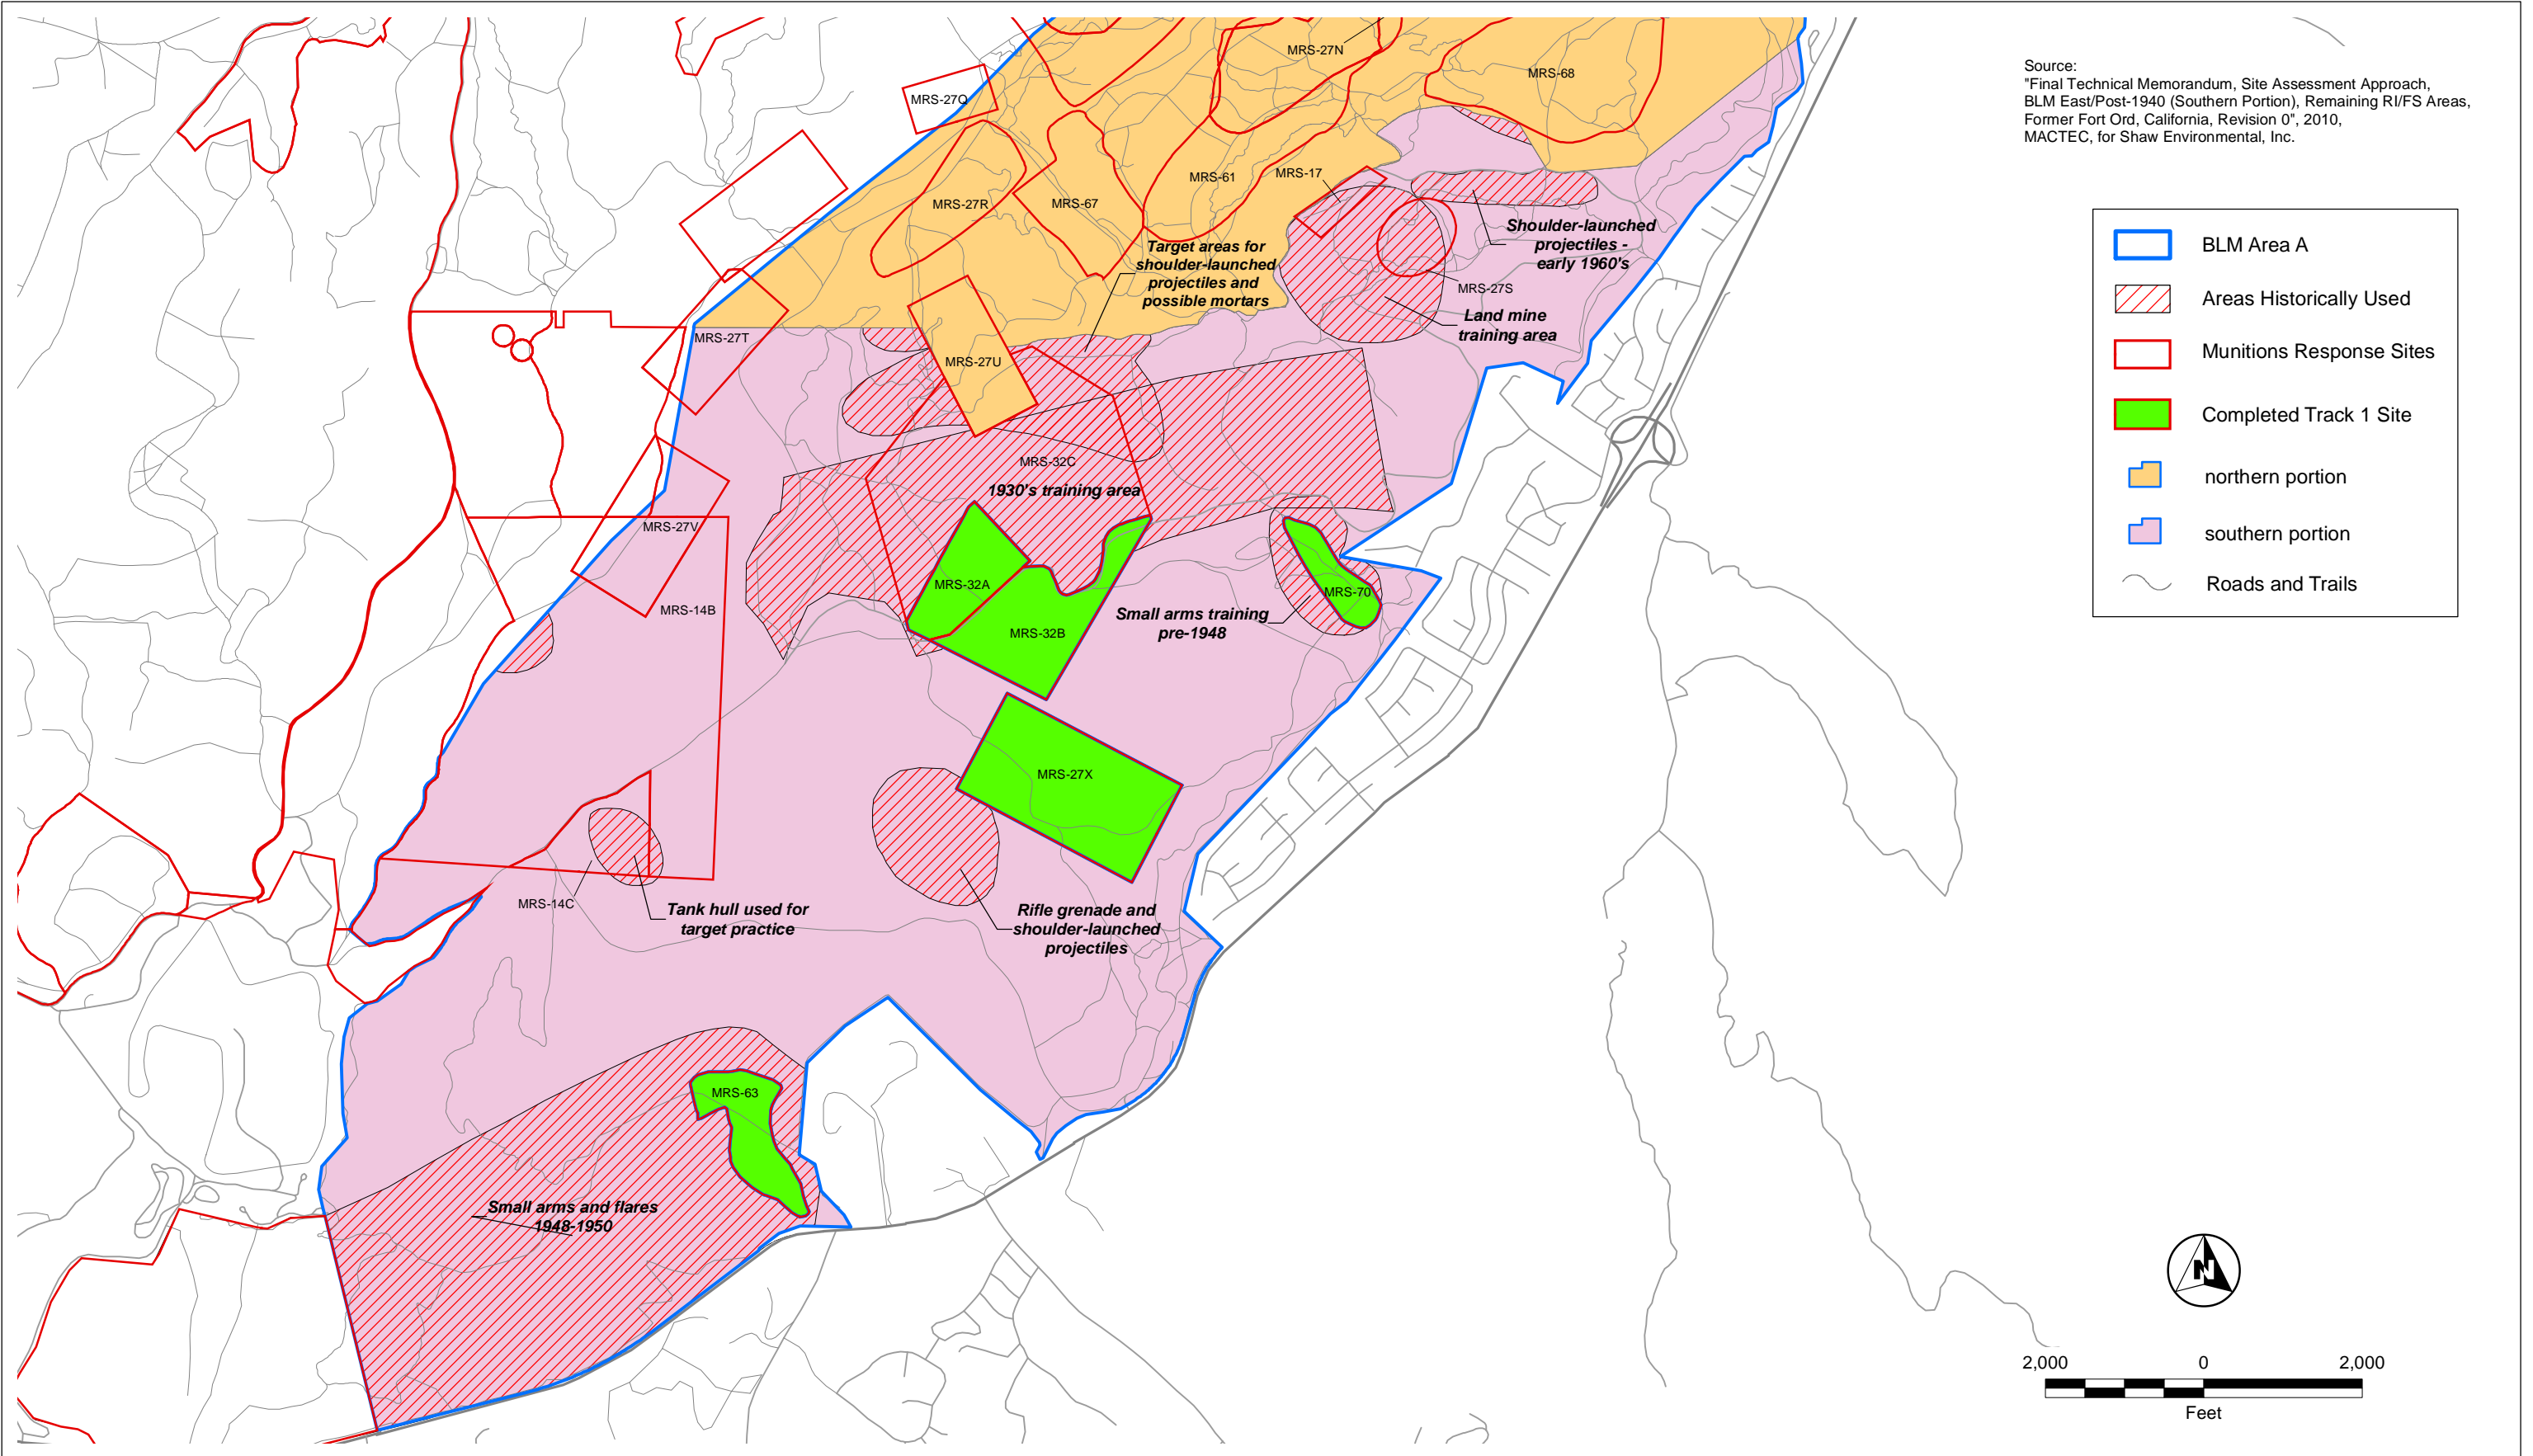 Source:
"Final Technical Memorandum, Site Assessment Approach,
BLM East/Post-1940 (Southern Portion), Remaining RI/FS Areas,
Former Fort Ord, California, Revision 0", 2010,
MACTEC, for Shaw Environmental, Inc.
BLM Area A
Areas Historically Used
Munitions Response Sites
Completed Track 1 Site
northern portion
southern portion
Roads and Trails
MRS-27N
MRS-68
MRS-27Q
MRS-17
MRS-61
MRS-27R
MRS-67
Shoulder-launched
projectiles -
early 1960's
Target areas for
shoulder-launched
projectiles and
possible mortars
MRS-27S
Land mine
training area
MRS-27T
MRS-27U
MRS-32C
1930's training area
MRS-27V
MRS-32A
MRS-70
MRS-14B
Small arms training
pre-1948
MRS-32B
MRS-27X
MRS-14C
Tank hull used for
target practice
Rifle grenade and
shoulder-launched
projectiles
MRS-63
Small arms and flares
1948-1950
N
2,000 0 2,000
Feet